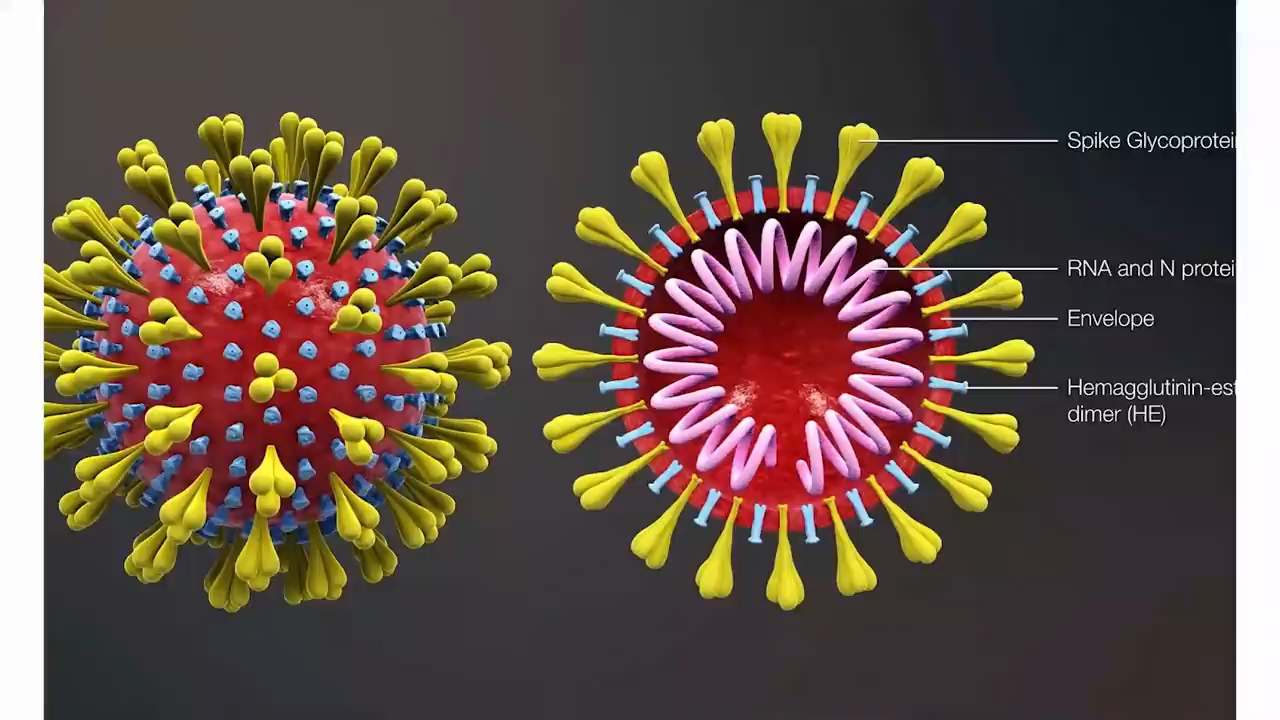 Spike Glycoprotei
RNA and N protei
Envelope
Hemagglutinin-est
dimer (HE)